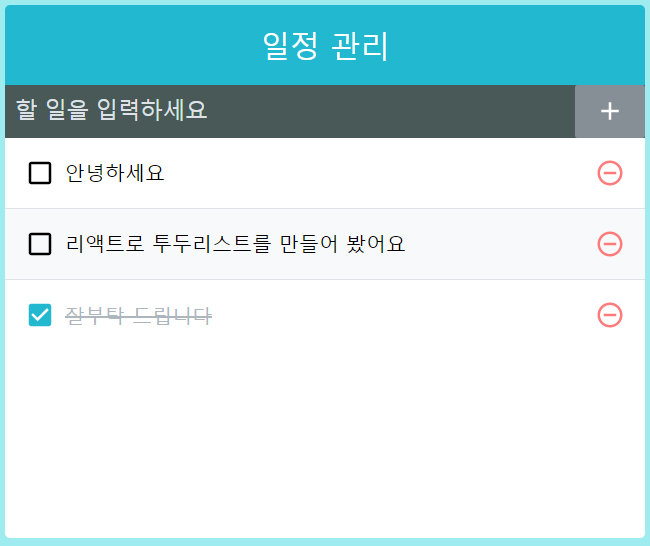 일정 관리
할 일을 입력하세요
안녕하세요
리액트로 투두리스트를 만들어 봤어요
잘부탁 드립니다